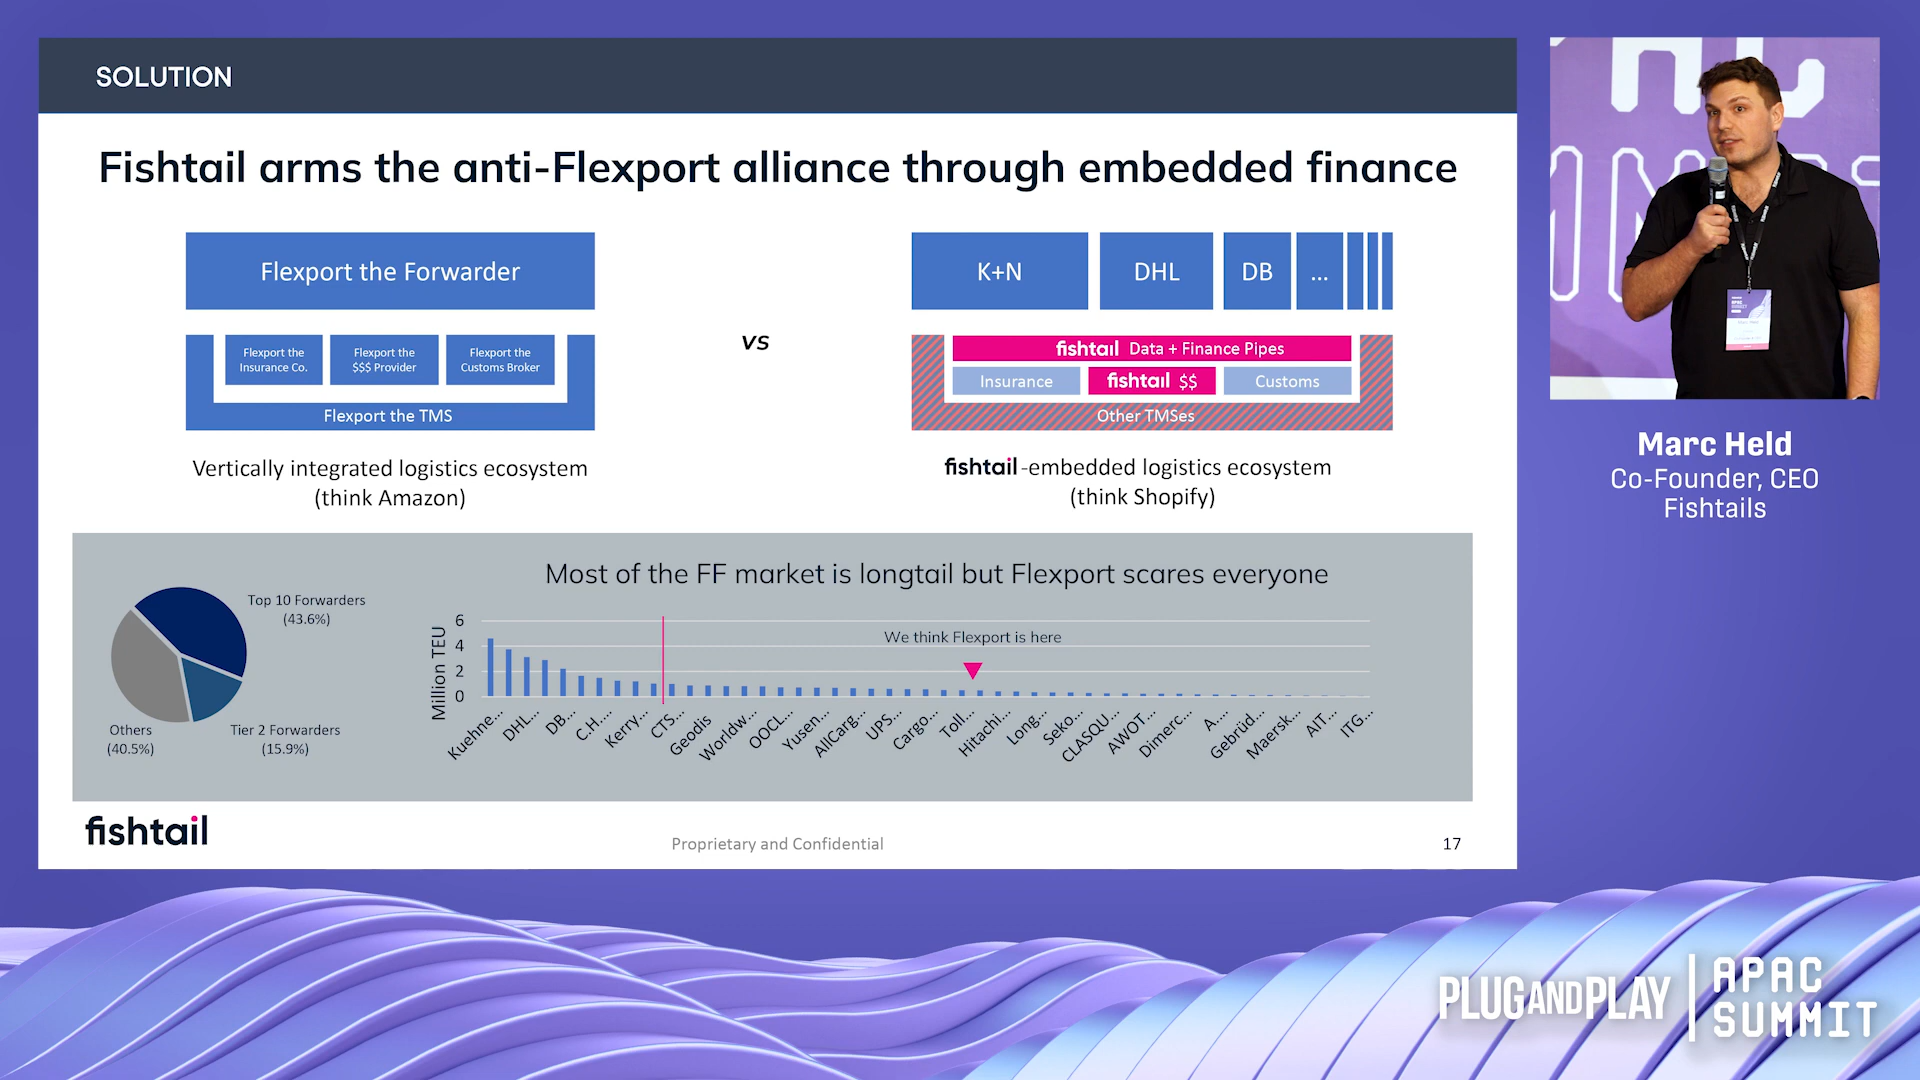 SOLUTION
Fishtail arms the anti-Flexport alliance through embedded finance
Flexport the Forwarder
Flexport the
Insurance Co.
Flexport the
$$$ Provider
Flexport the
Customs Broker
Flexport the TMS
Vertically integrated logistics ecosystem
(think Amazon)
vs
K+N
DHL
DB
...
fishtail Data + Finance Pipes
Insurance
fishtail $$
Customs
Other TMSes
fishtail-embedded logistics ecosystem
(think Shopify)
Most of the FF market is longtail but Flexport scares everyone
Top 10 Forwarders
(43.6%)
Others
(40.5%)
Tier 2 Forwarders
(15.9%)
Million TEU
6
4
2
0
We think Flexport is here
Kuehne...
DHL...
DB...
C.H....
Kerry...
CTS...
Geodis
Worldw...
OOCL...
Yusen...
AllCarg...
UPS...
Cargo...
Toll...
Hitachi...
Long...
Seko...
CLASQU...
AWOT...
Dimerc...
A....
Gebrüd...
Maersk...
AIT...
ITG...
fishtail
Proprietary and Confidential
17
Marc Held
Co-Founder, CEO
Fishtails
PLUGANDPLAY
APAC
SUMMIT